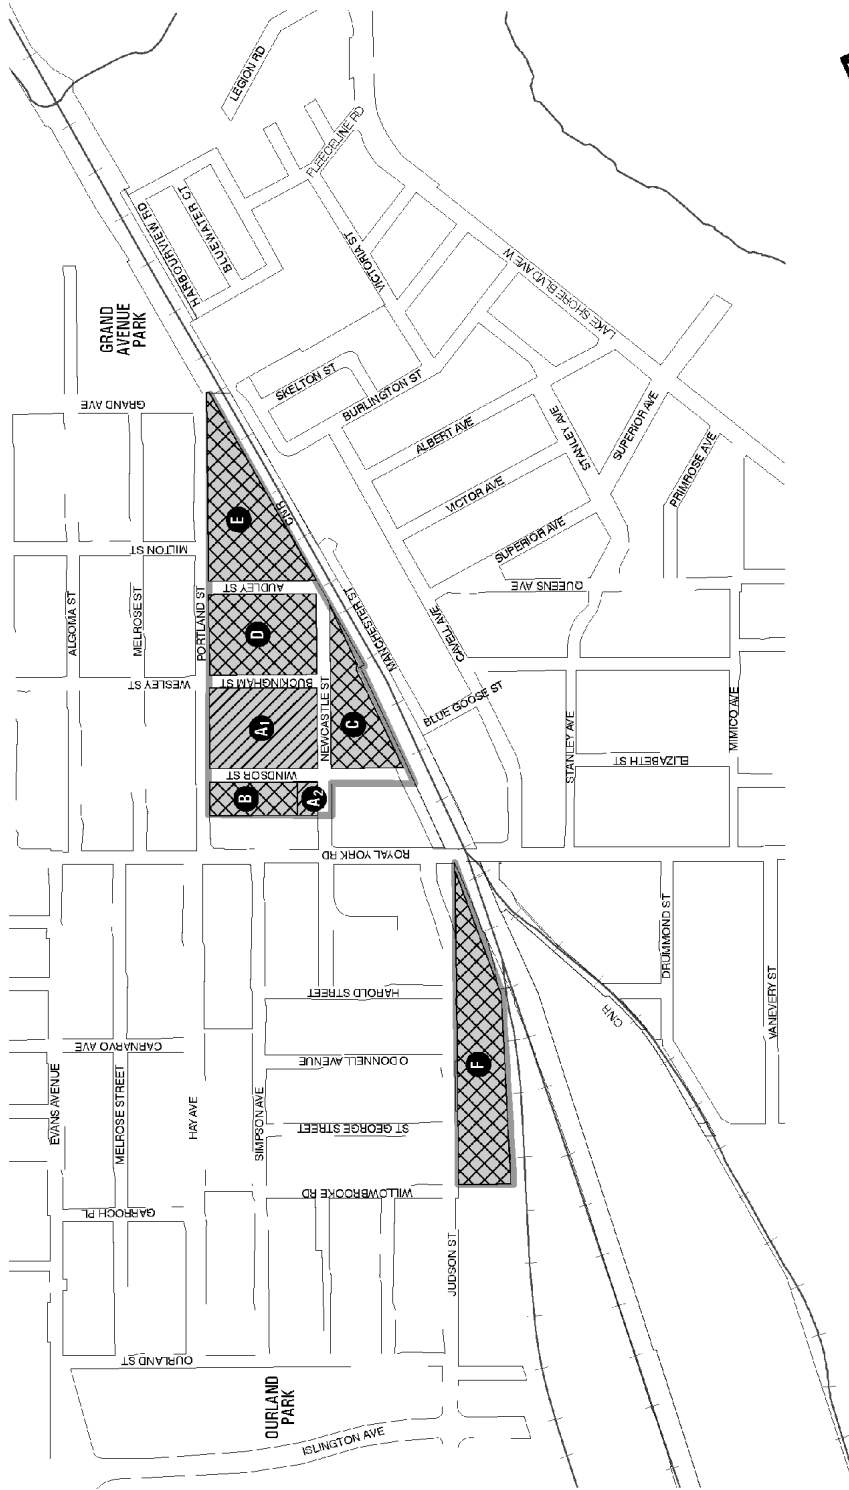 LEGION RD
FLEECELINE RD
HARBOURVIEW RD
BLUEWATER CT
VICTORIA ST
LAKE SHORE BLVD AVE W
GRAND
AVENUE
PARK
GRAND AVE
SKELTON ST
BURLINGTON ST
ALBERT AVE
STANLEY AVE
SUPERIOR AVE
PRIMROSE AVE
VICTOR AVE
SUPERIOR AVE
QUEENS AVE
E
CNR
MILTON ST
ALGOMA ST
MELROSE ST
PORTLAND ST
AUDLEY ST
D
MANCHESTER ST
CAVELL AVE
WESLEY ST
BUCKINGHAM ST
NEWCASTLE ST
A1
C
BLUE GOOSE ST
STANLEY AVE
ELIZABETH ST
MIMICO AVE
WINDSOR ST
B
A2
ROYAL YORK RD
DRUMMOND ST
VANEVERY ST
HAROLD STREET
CNR
CARNARVO AVE
O DONNELL AVENUE
F
EVANS AVENUE
MELROSE STREET
HAY AVE
SIMPSON AVE
ST GEORGE STREET
WILLOWBROOKE RD
GARROCH PL
JUDSON ST
OURLAND ST
OURLAND
PARK
ISLINGTON AVE